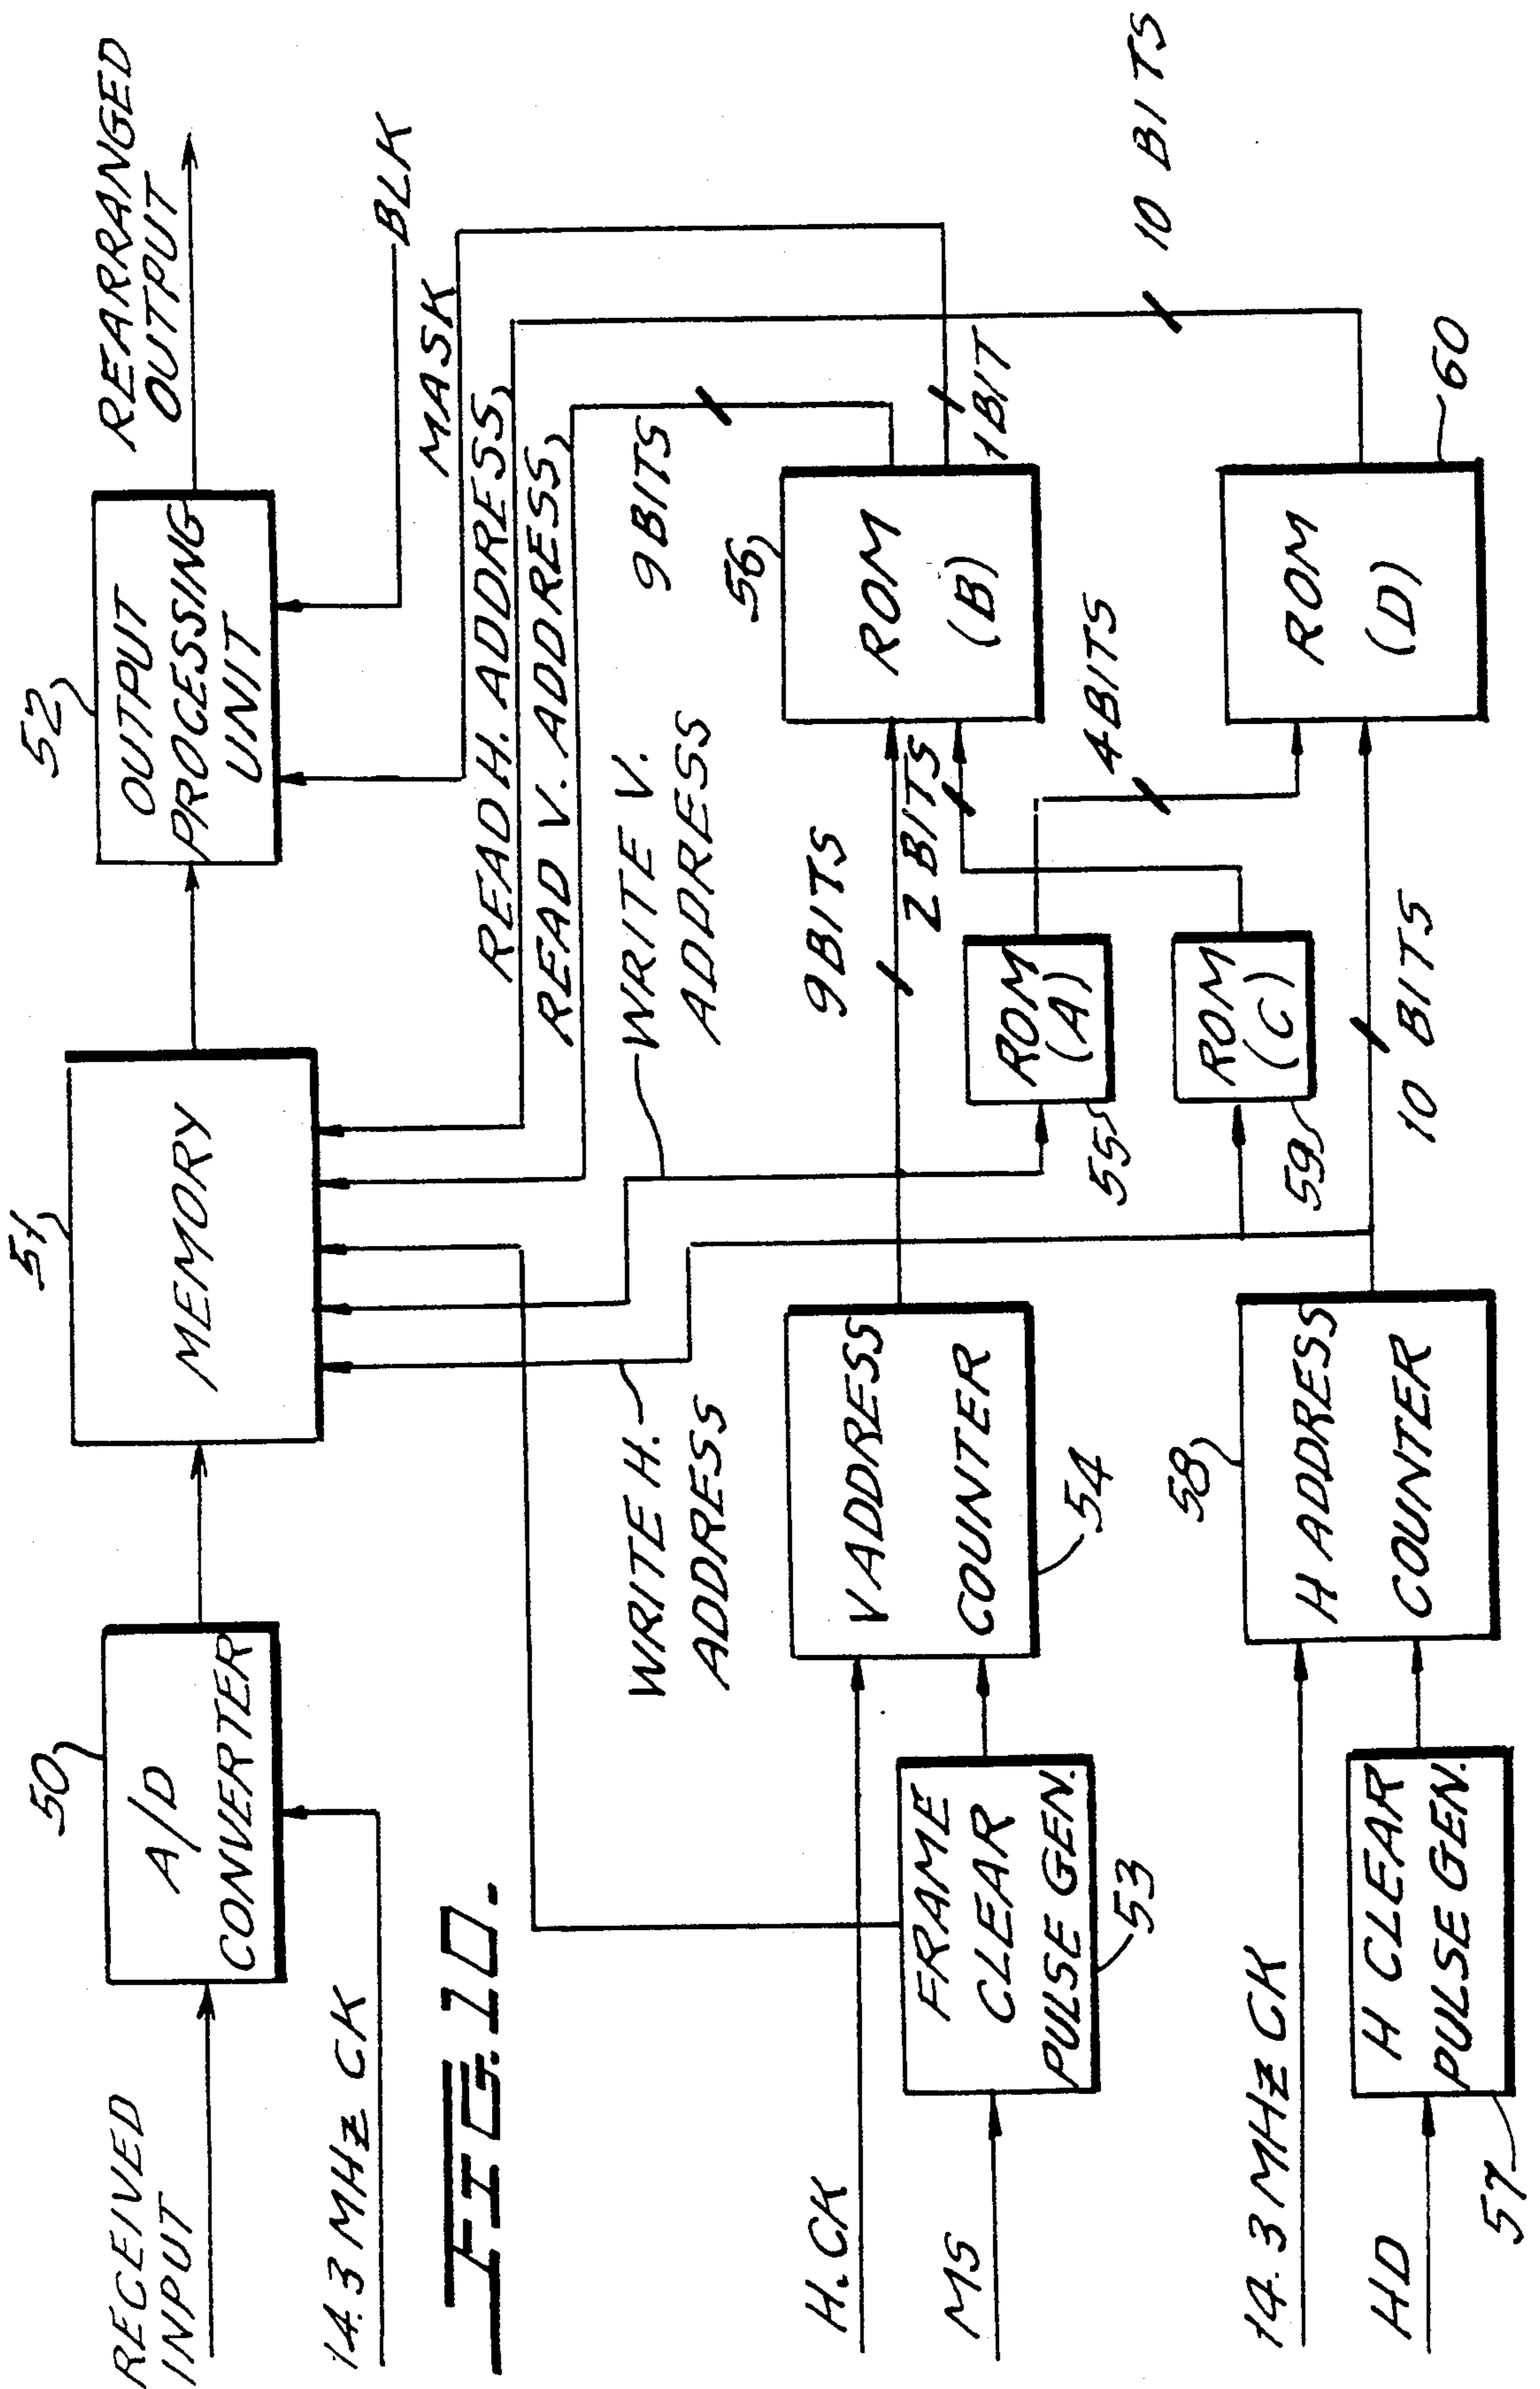 RECEIVED
INPUT
14.3 MHz CK
50
A/D
CONVERTER
51
MEMORY
52
OUTPUT
PROCESSING
UNIT
REARRANGED
OUTPUT
BLK
MASK
READ H. ADDRESS
READ V. ADDRESS
WRITE V.
ADDRESS
WRITE H.
ADDRESS
9 BITS
FIG. 10.
H. CK
MS
FRAME
CLEAR
PULSE GEN.
53
V ADDRESS
COUNTER
54
9 BITS
2 BITS
ROM
(A)
55
4 BITS
56
ROM
(B)
1 BIT
10 BITS
14.3 MHz CK
HD
H CLEAR
PULSE GEN.
57
58
H ADDRESS
COUNTER
ROM
(C)
59
10 BITS
ROM
(D)
60